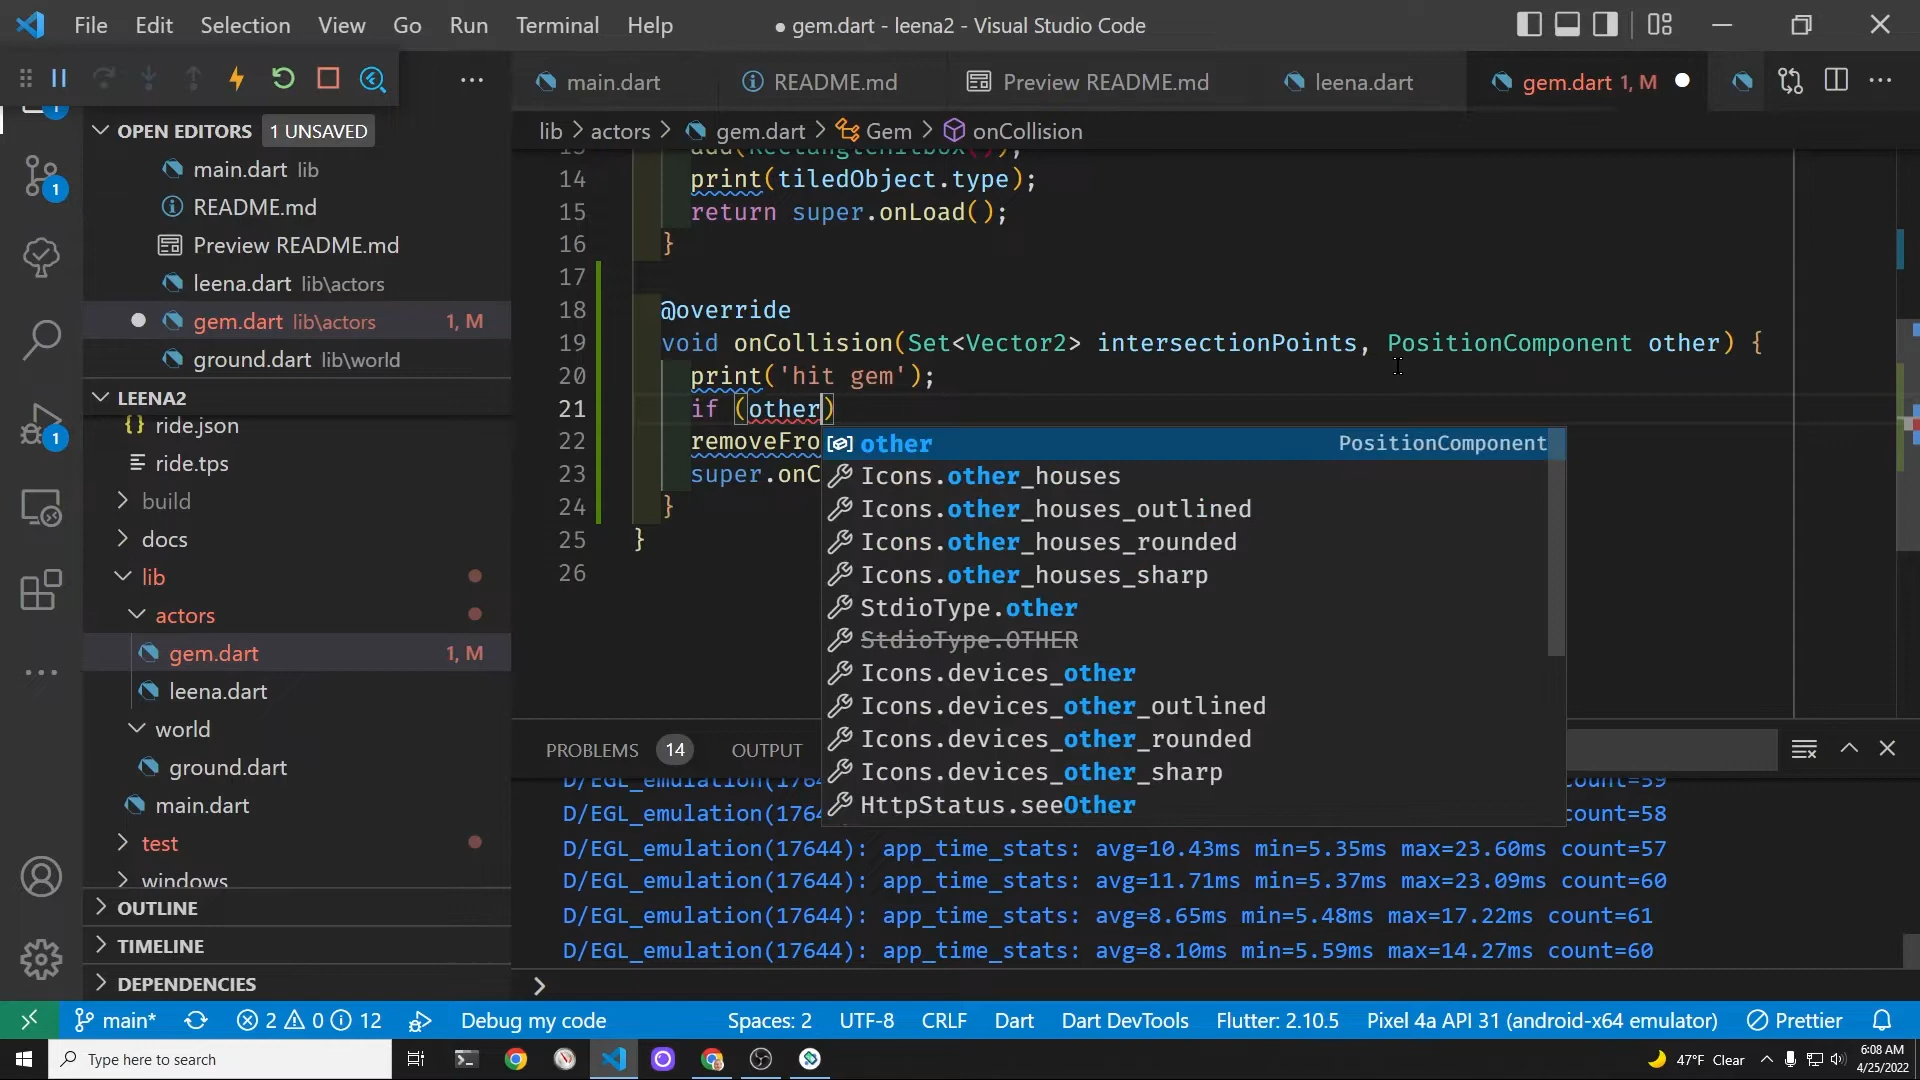 File Edit Selection View Go Run Terminal Help
● gem.dart - leena2 - Visual Studio Code
main.dart README.md Preview README.md leena.dart gem.dart 1, M
OPEN EDITORS 1 UNSAVED
main.dart lib
README.md
Preview README.md
leena.dart lib\actors
gem.dart lib\actors 1, M
ground.dart lib\world
LEENA2
ride.json
ride.tps
build
docs
lib
actors
gem.dart 1, M
leena.dart
world
ground.dart
main.dart
test
windows
OUTLINE
TIMELINE
DEPENDENCIES
1
1
lib > actors > gem.dart > Gem > onCollision
add(RectangleHitbox());
14 print(tiledObject.type);
15 return super.onLoad();
16 }
17
18 @override
19 void onCollision(Set<Vector2> intersectionPoints, PositionComponent other) {
20 print('hit gem');
21 if (other)
22 removeFro
23 super.onC
24 }
25 }
26
other PositionComponent
Icons.other_houses
Icons.other_houses_outlined
Icons.other_houses_rounded
Icons.other_houses_sharp
StdioType.other
StdioType.OTHER
Icons.devices_other
Icons.devices_other_outlined
Icons.devices_other_rounded
Icons.devices_other_sharp
HttpStatus.seeOther
PROBLEMS 14 OUTPUT
D/EGL_emulation(1764 count=59
D/EGL_emulation(1764 count=58
D/EGL_emulation(17644): app_time_stats: avg=10.43ms min=5.35ms max=23.60ms count=57
D/EGL_emulation(17644): app_time_stats: avg=11.71ms min=5.37ms max=23.09ms count=60
D/EGL_emulation(17644): app_time_stats: avg=8.65ms min=5.48ms max=17.22ms count=61
D/EGL_emulation(17644): app_time_stats: avg=8.10ms min=5.59ms max=14.27ms count=60
main* 2 0 12 Debug my code Spaces: 2 UTF-8 CRLF Dart Dart DevTools Flutter: 2.10.5 Pixel 4a API 31 (android-x64 emulator) Prettier
Type here to search
47°F Clear
6:08 AM
4/25/2022